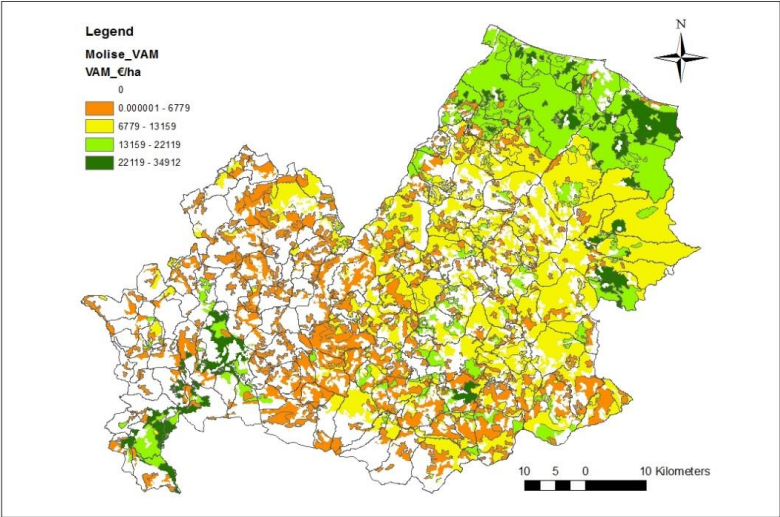 Legend
N
Molise_VAM
VAM_€/ha
0
0.000001 - 6779
6779 - 13159
13159 - 22119
22119 - 34912
10 5 0 10 Kilometers